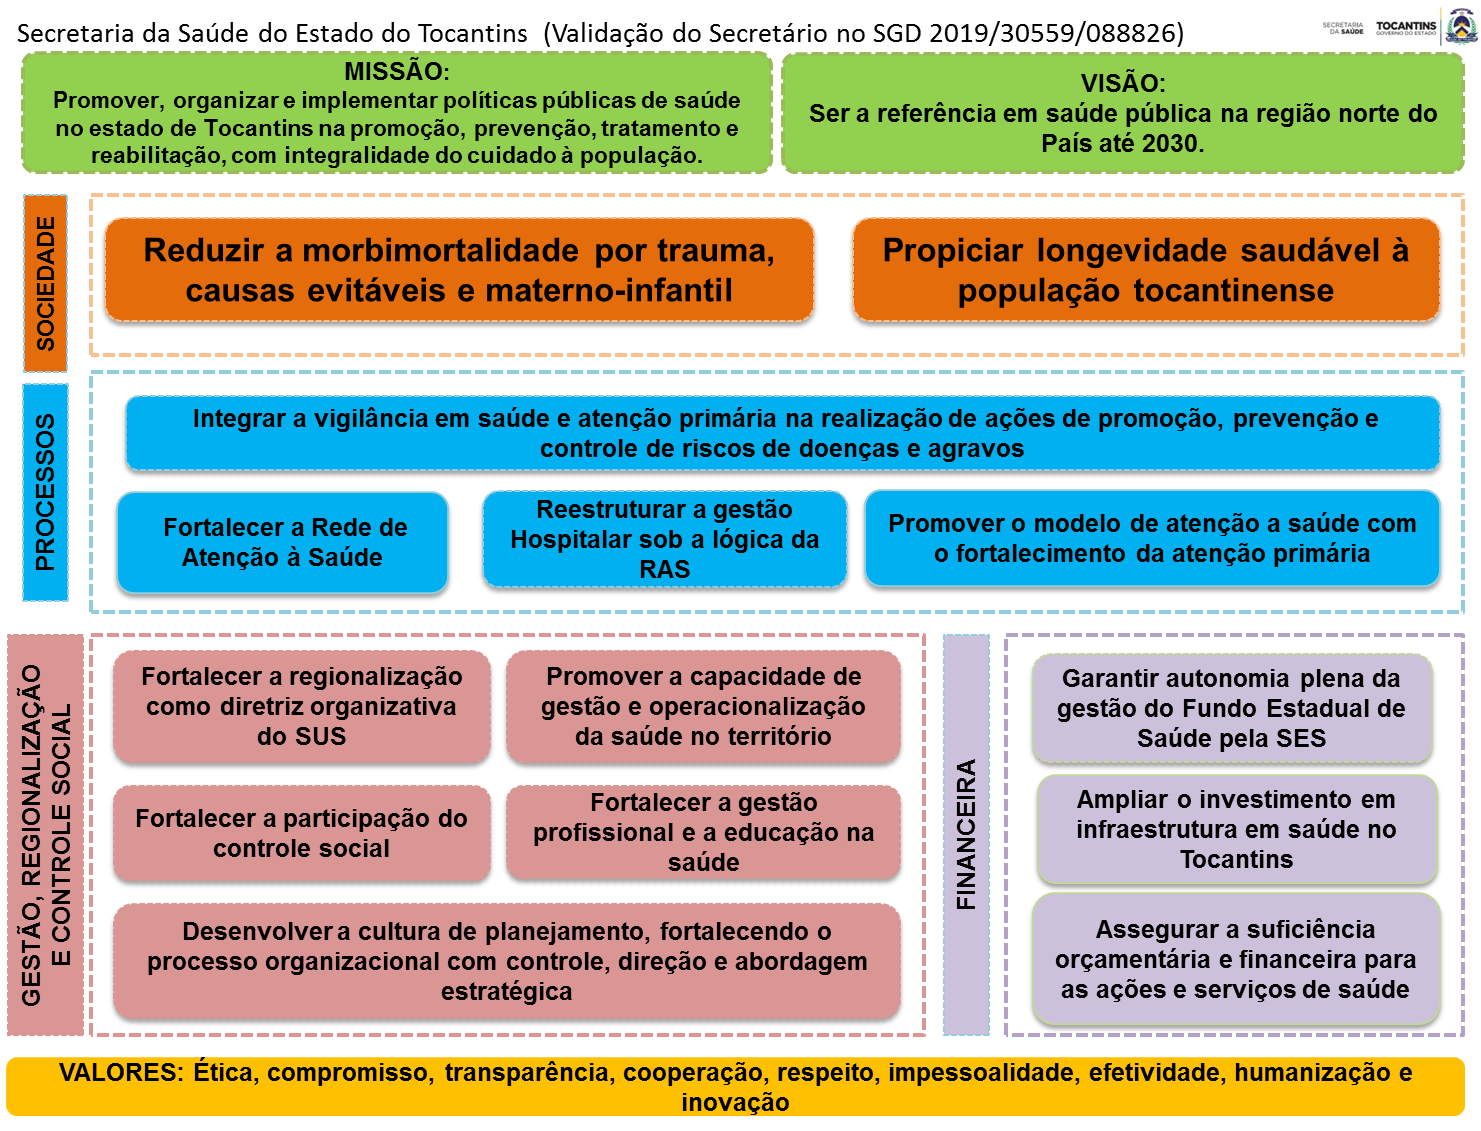 Secretaria da Saúde do Estado do Tocantins (Validação do Secretário no SGD 2019/30559/088826)
SECRETARIA
DA SAÚDE
TOCANTINS
GOVERNO DO ESTADO
MISSÃO:
Promover, organizar e implementar políticas públicas de saúde
no estado de Tocantins na promoção, prevenção, tratamento e
reabilitação, com integralidade do cuidado à população.
VISÃO:
Ser a referência em saúde pública na região norte do
País até 2030.
SOCIEDADE
Reduzir a morbimortalidade por trauma,
causas evitáveis e materno-infantil
Propiciar longevidade saudável à
população tocantinense
PROCESSOS
Integrar a vigilância em saúde e atenção primária na realização de ações de promoção, prevenção e
controle de riscos de doenças e agravos
Fortalecer a Rede de
Atenção à Saúde
Reestruturar a gestão
Hospitalar sob a lógica da
RAS
Promover o modelo de atenção a saúde com
o fortalecimento da atenção primária
GESTÃO, REGIONALIZAÇÃO
E CONTROLE SOCIAL
Fortalecer a regionalização
como diretriz organizativa
do SUS
Promover a capacidade de
gestão e operacionalização
da saúde no território
Fortalecer a participação do
controle social
Fortalecer a gestão
profissional e a educação na
saúde
Desenvolver a cultura de planejamento, fortalecendo o
processo organizacional com controle, direção e abordagem
estratégica
FINANCEIRA
Garantir autonomia plena da
gestão do Fundo Estadual de
Saúde pela SES
Ampliar o investimento em
infraestrutura em saúde no
Tocantins
Assegurar a suficiência
orçamentária e financeira para
as ações e serviços de saúde
VALORES: Ética, compromisso, transparência, cooperação, respeito, impessoalidade, efetividade, humanização e
inovação